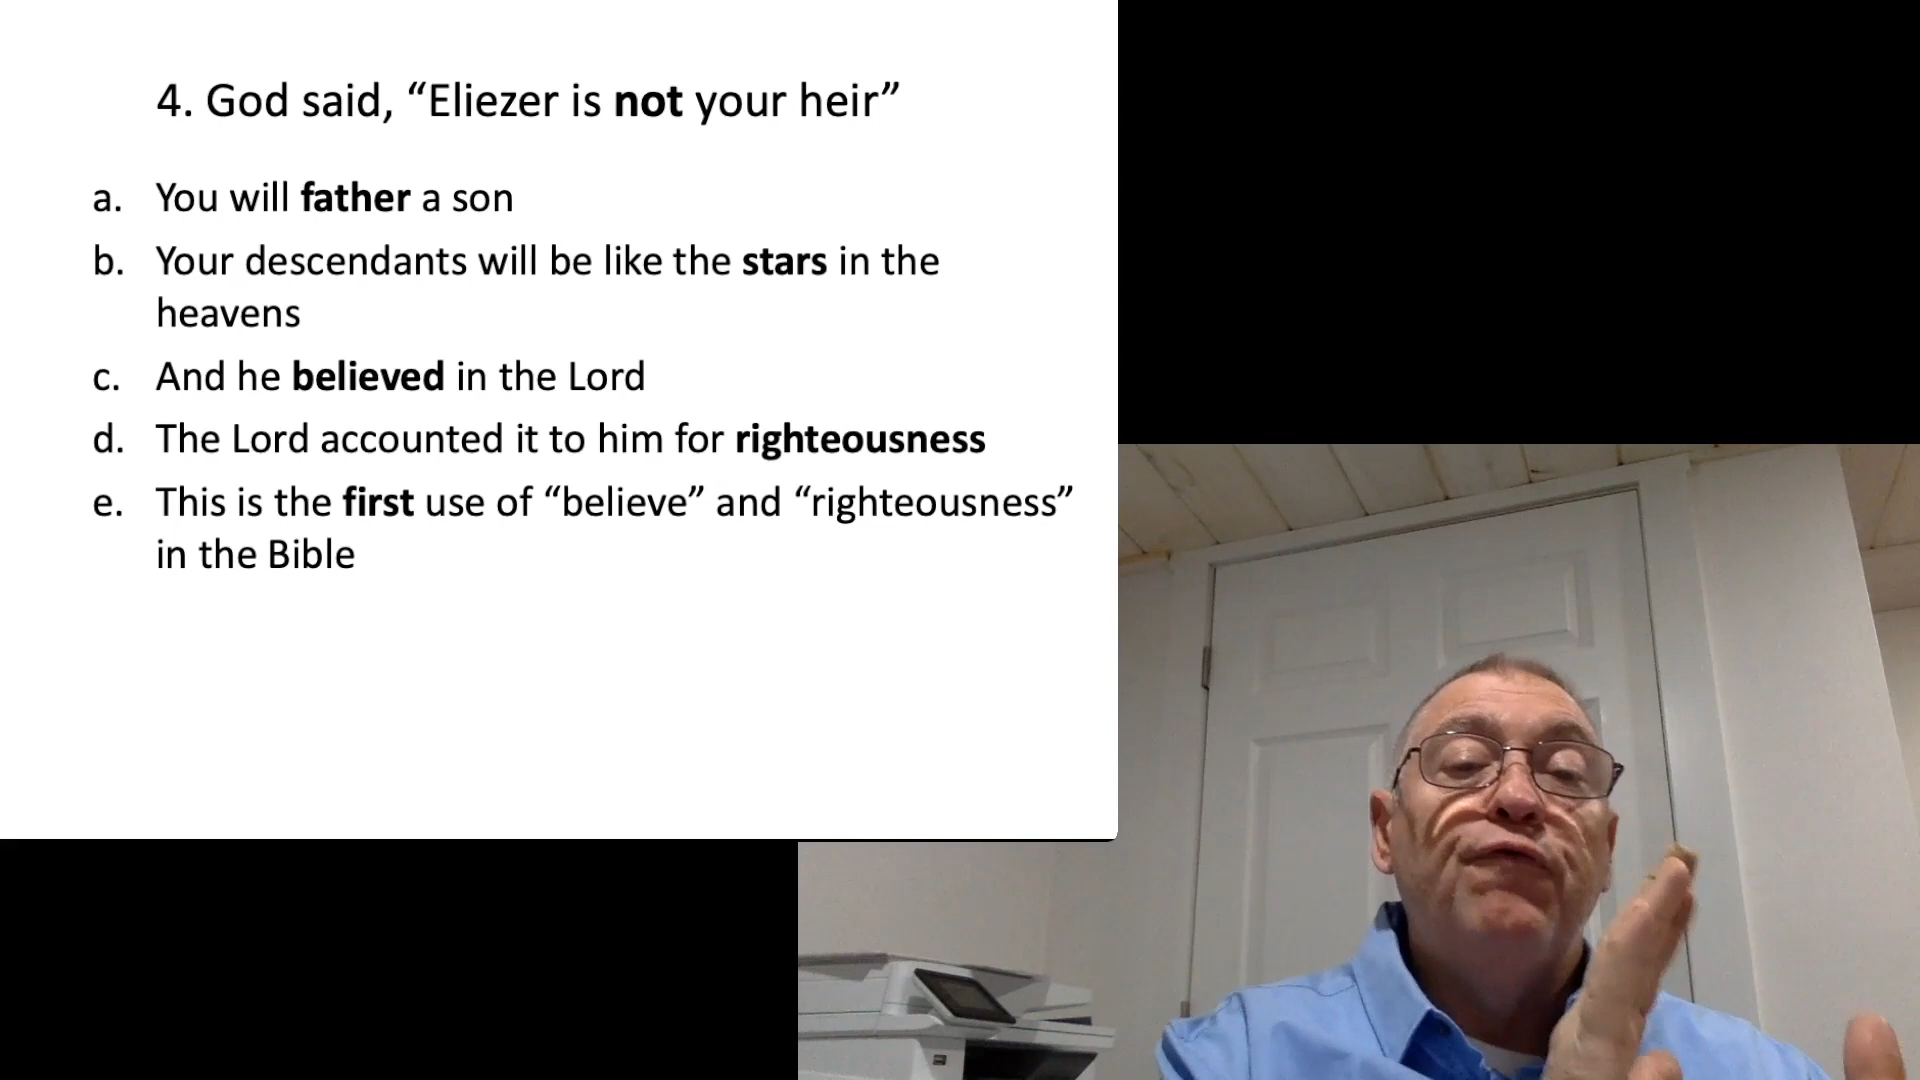 4. God said, “Eliezer is not your heir”
a. You will father a son
b. Your descendants will be like the stars in the
heavens
c. And he believed in the Lord
d. The Lord accounted it to him for righteousness
e. This is the first use of “believe” and “righteousness”
in the Bible